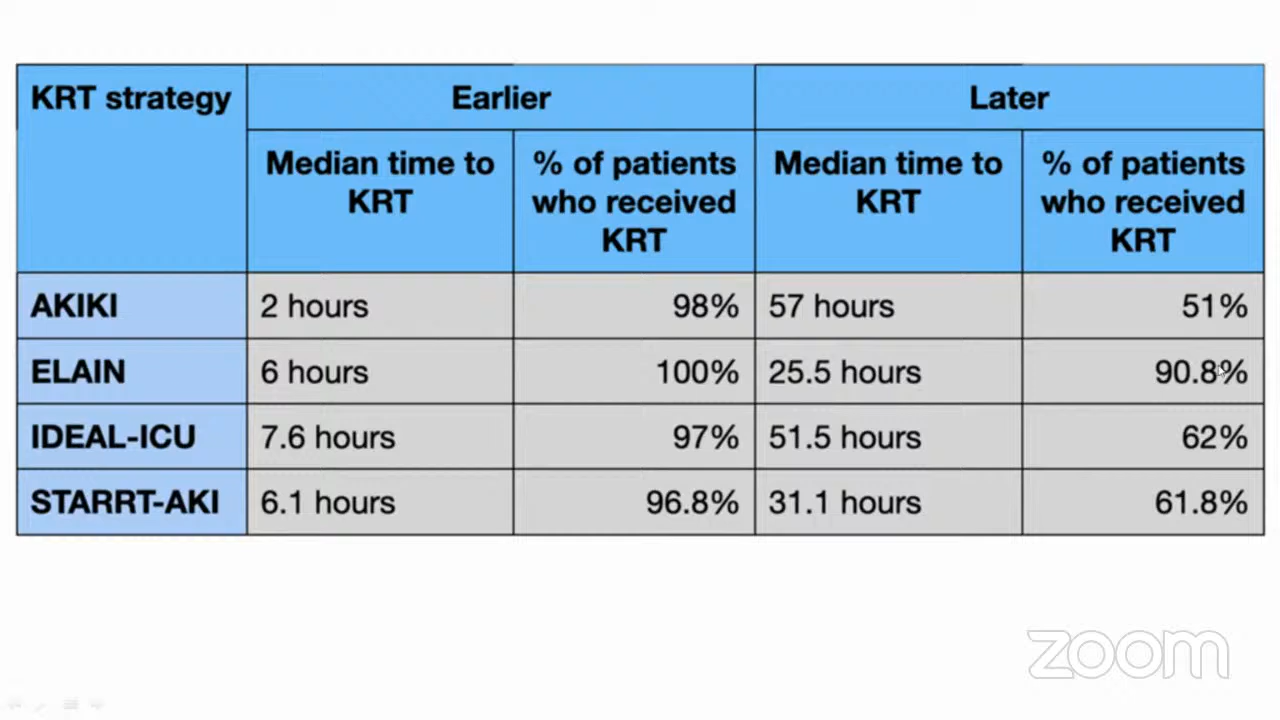 KRT strategy
Earlier
Later
Median time to
KRT
% of patients
who received
KRT
Median time to
KRT
% of patients
who received
KRT
AKIKI
2 hours
98%
57 hours
51%
ELAIN
6 hours
100%
25.5 hours
90.8%
IDEAL-ICU
7.6 hours
97%
51.5 hours
62%
STARRT-AKI
6.1 hours
96.8%
31.1 hours
61.8%
zoom